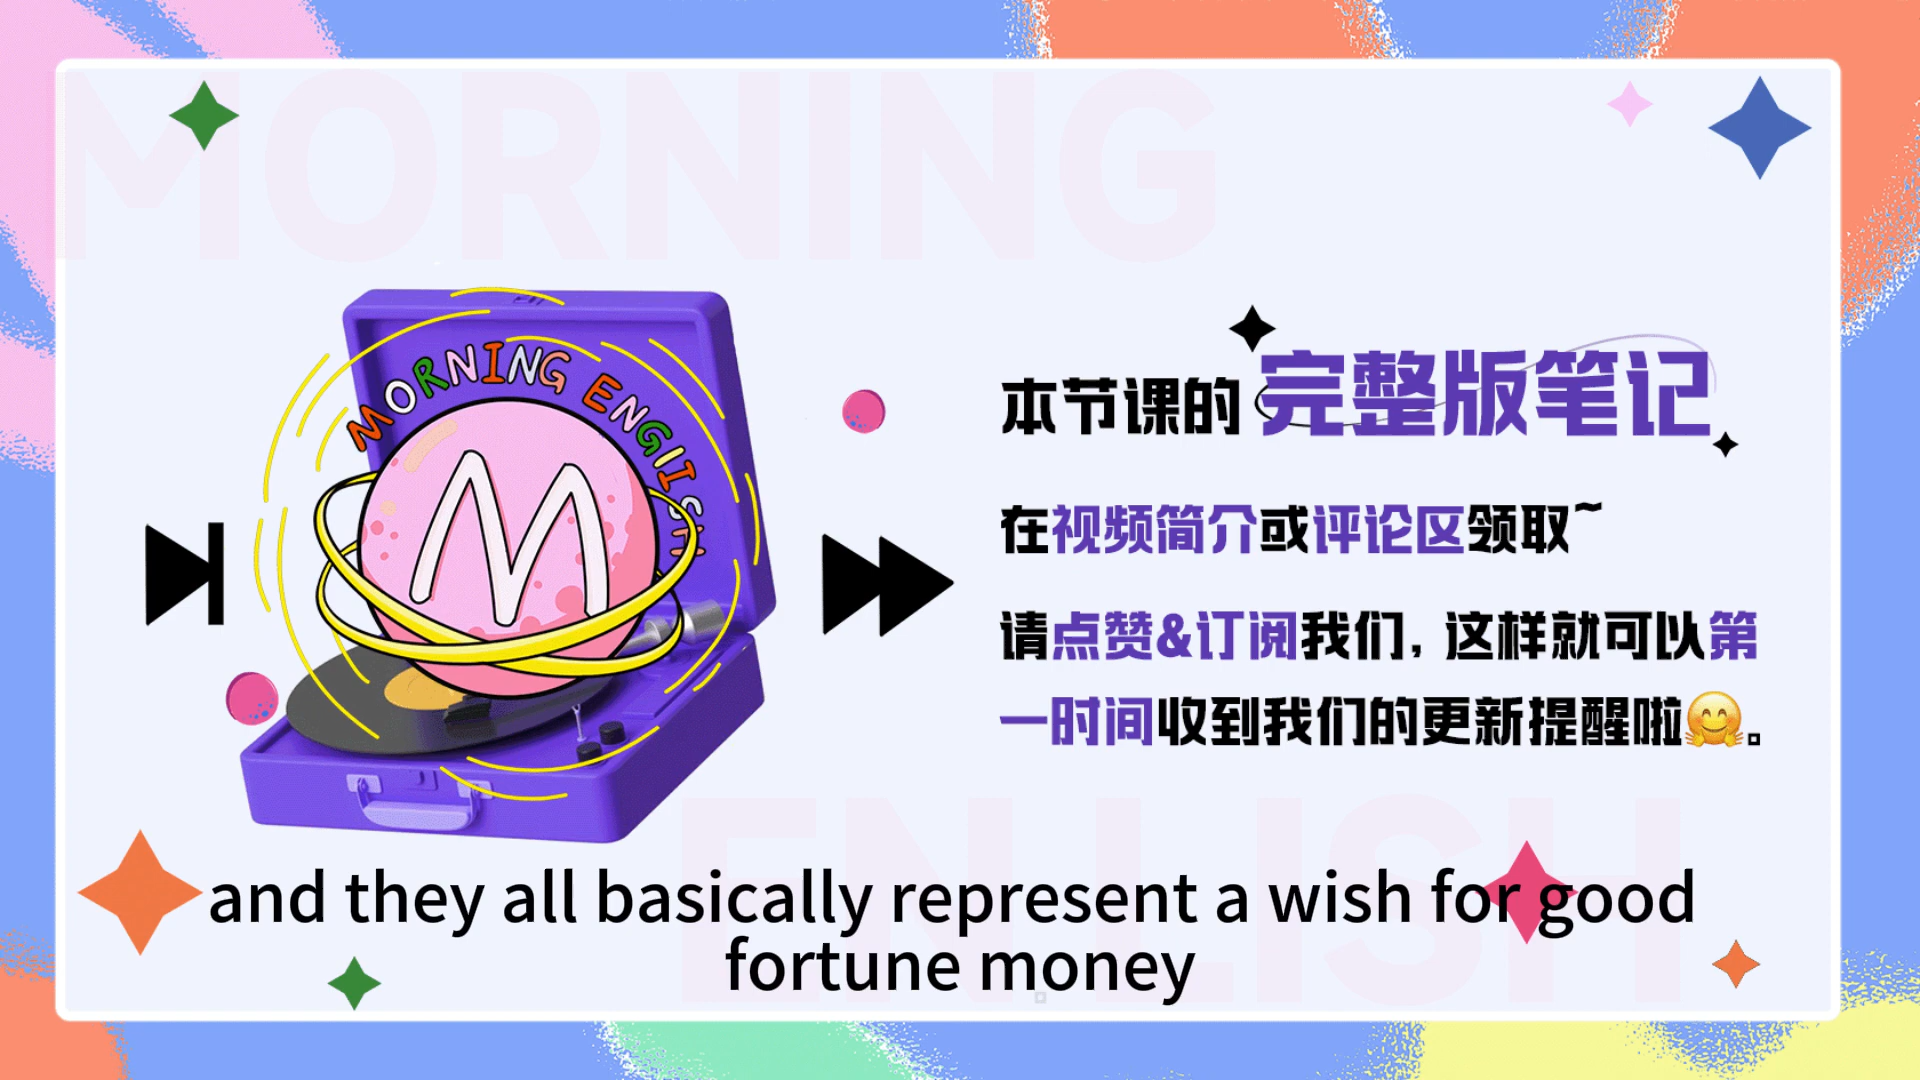 MORNING
MORNING ENGLISH
M
本节课的完整版笔记
在视频简介或评论区领取~
请点赞&订阅我们，这样就可以第
一时间收到我们的更新提醒啦🤗。
ENGLISH
and they all basically represent a wish for good
fortune money